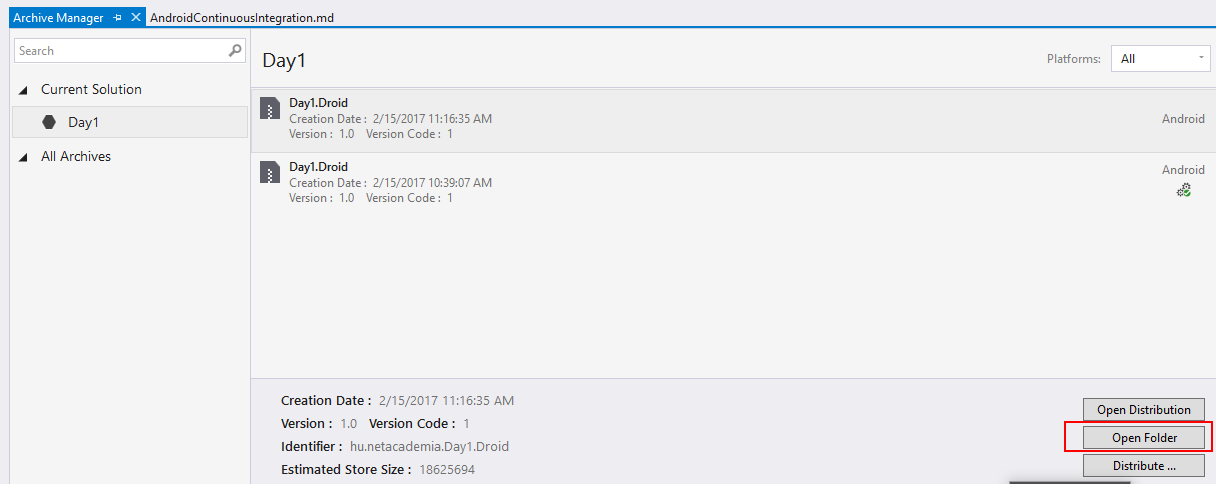 Archive Manager
AndroidContinuousIntegration.md
Search
Current Solution
Day1
All Archives
Day1
Platforms: All
Day1.Droid
Creation Date : 2/15/2017 11:16:35 AM
Version : 1.0 Version Code : 1
Android
Day1.Droid
Creation Date : 2/15/2017 10:39:07 AM
Version : 1.0 Version Code : 1
Android
Creation Date : 2/15/2017 11:16:35 AM
Version : 1.0 Version Code : 1
Identifier : hu.netacademia.Day1.Droid
Estimated Store Size : 18625694
Open Distribution
Open Folder
Distribute ...